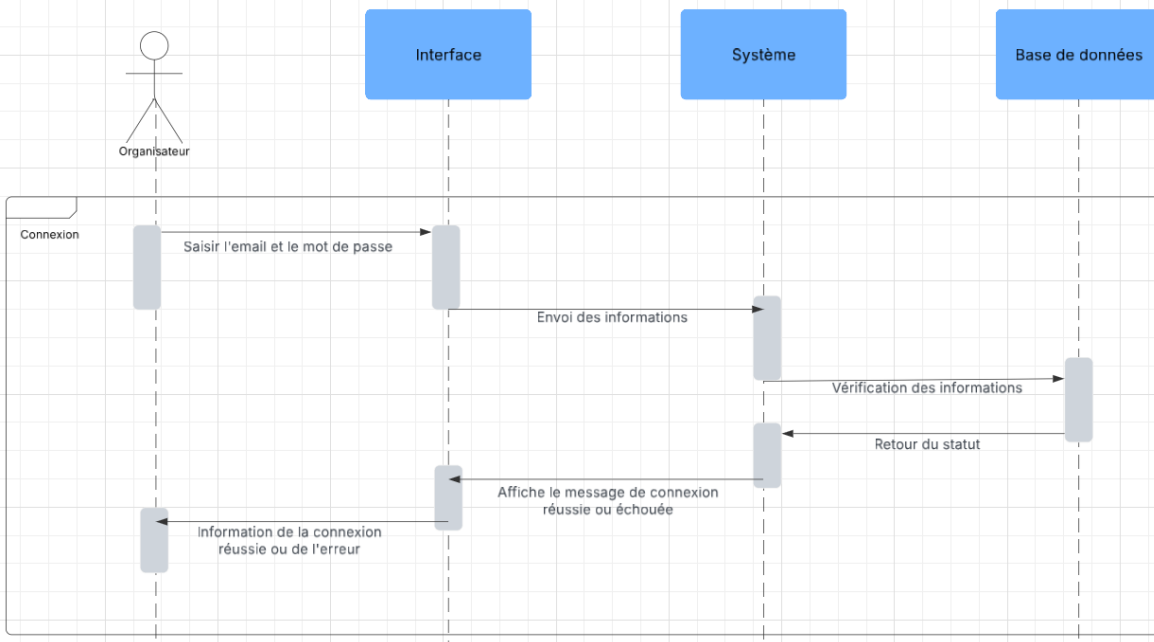 Interface
Système
Base de données
Organisateur
Connexion
Saisir l'email et le mot de passe
Envoi des informations
Vérification des informations
Retour du statut
Affiche le message de connexion
réussie ou échouée
Information de la connexion
réussie ou de l'erreur